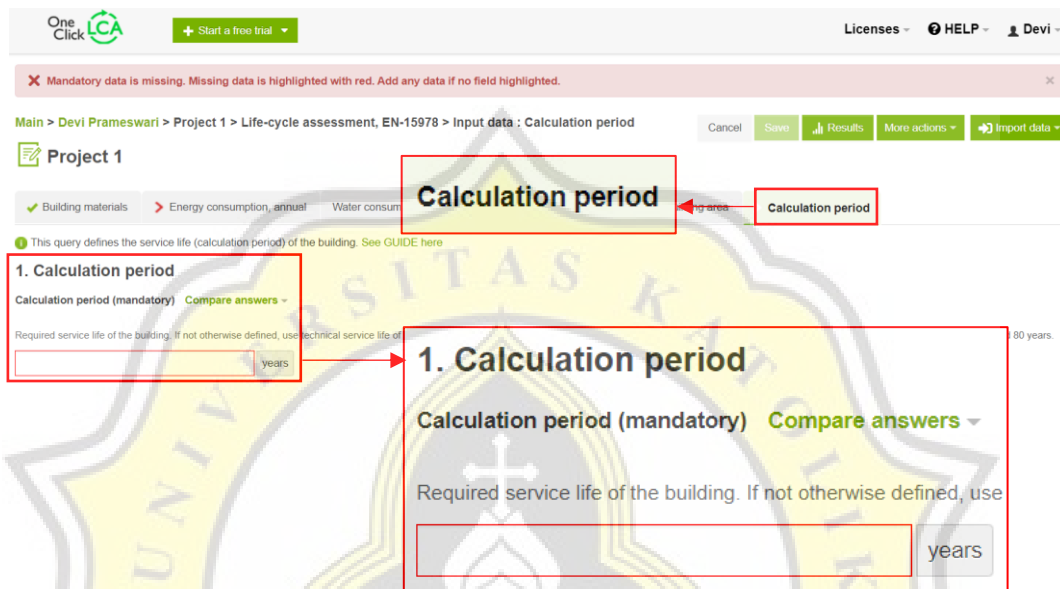 One Click LCA
Start a free trial
Licenses
HELP
Devi
Mandatory data is missing. Missing data is highlighted with red. Add any data if no field highlighted.
Main > Devi Prameswari > Project 1 > Life-cycle assessment, EN-15978 > Input data : Calculation period
Cancel
Save
Results
More actions
Import data
Project 1
Building materials
Energy consumption, annual
Water consum
Calculation period
area
Calculation period
This query defines the service life (calculation period) of the building. See GUIDE here
1. Calculation period
Calculation period (mandatory) Compare answers
Required service life of the building. If not otherwise defined, use technical service life of
80 years.
years
1. Calculation period
Calculation period (mandatory) Compare answers
Required service life of the building. If not otherwise defined, use
years
UNIVERSITAS KATOLIK